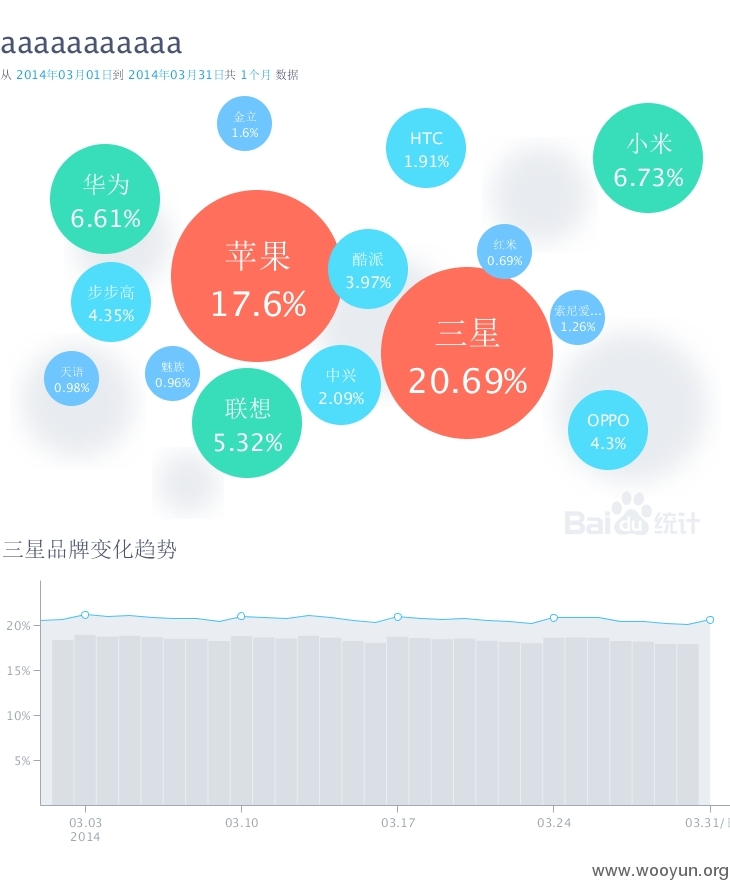 aaaaaaaaaaa
从 2014年03月01日到 2014年03月31日共 1个月 数据
金立
1.6%
HTC
1.91%
小米
6.73%
华为
6.61%
苹果
17.6%
酷派
3.97%
红米
0.69%
步步高
4.35%
三星
20.69%
索尼爱...
1.26%
天语
0.98%
魅族
0.96%
中兴
2.09%
联想
5.32%
OPPO
4.3%
Bai du 统计
三星品牌变化趋势
20%
15%
10%
5%
03.03 03.10 03.17 03.24 03.31/
2014
www.wooyun.org